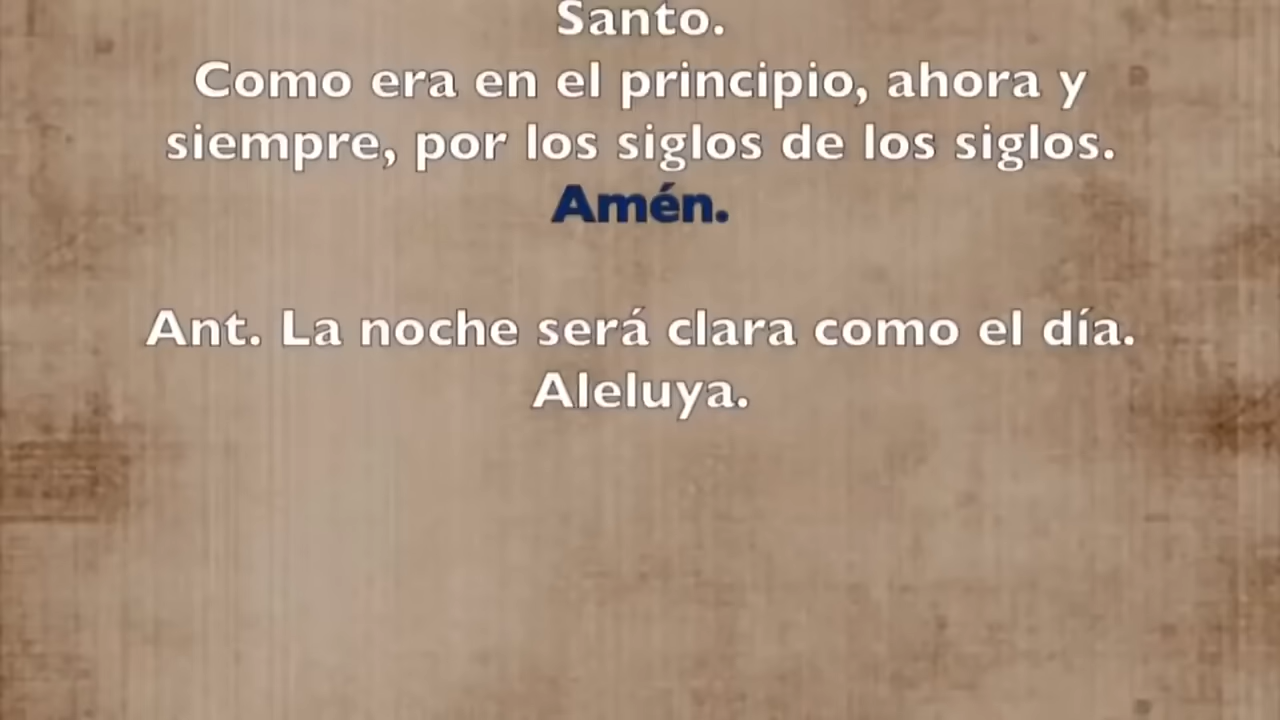 Santo.
Como era en el principio, ahora y
siempre, por los siglos de los siglos.
Amén.
Ant. La noche será clara como el día.
Aleluya.